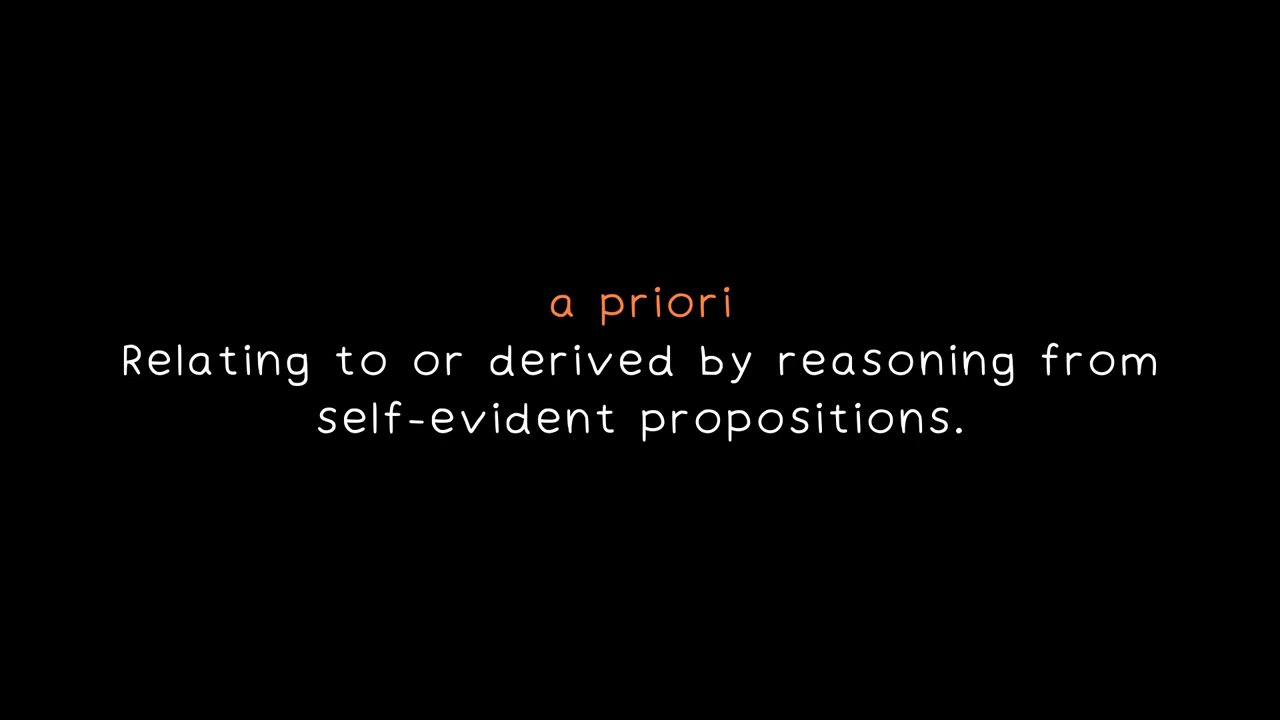 a priori
Relating to or derived by reasoning from
self-evident propositions.